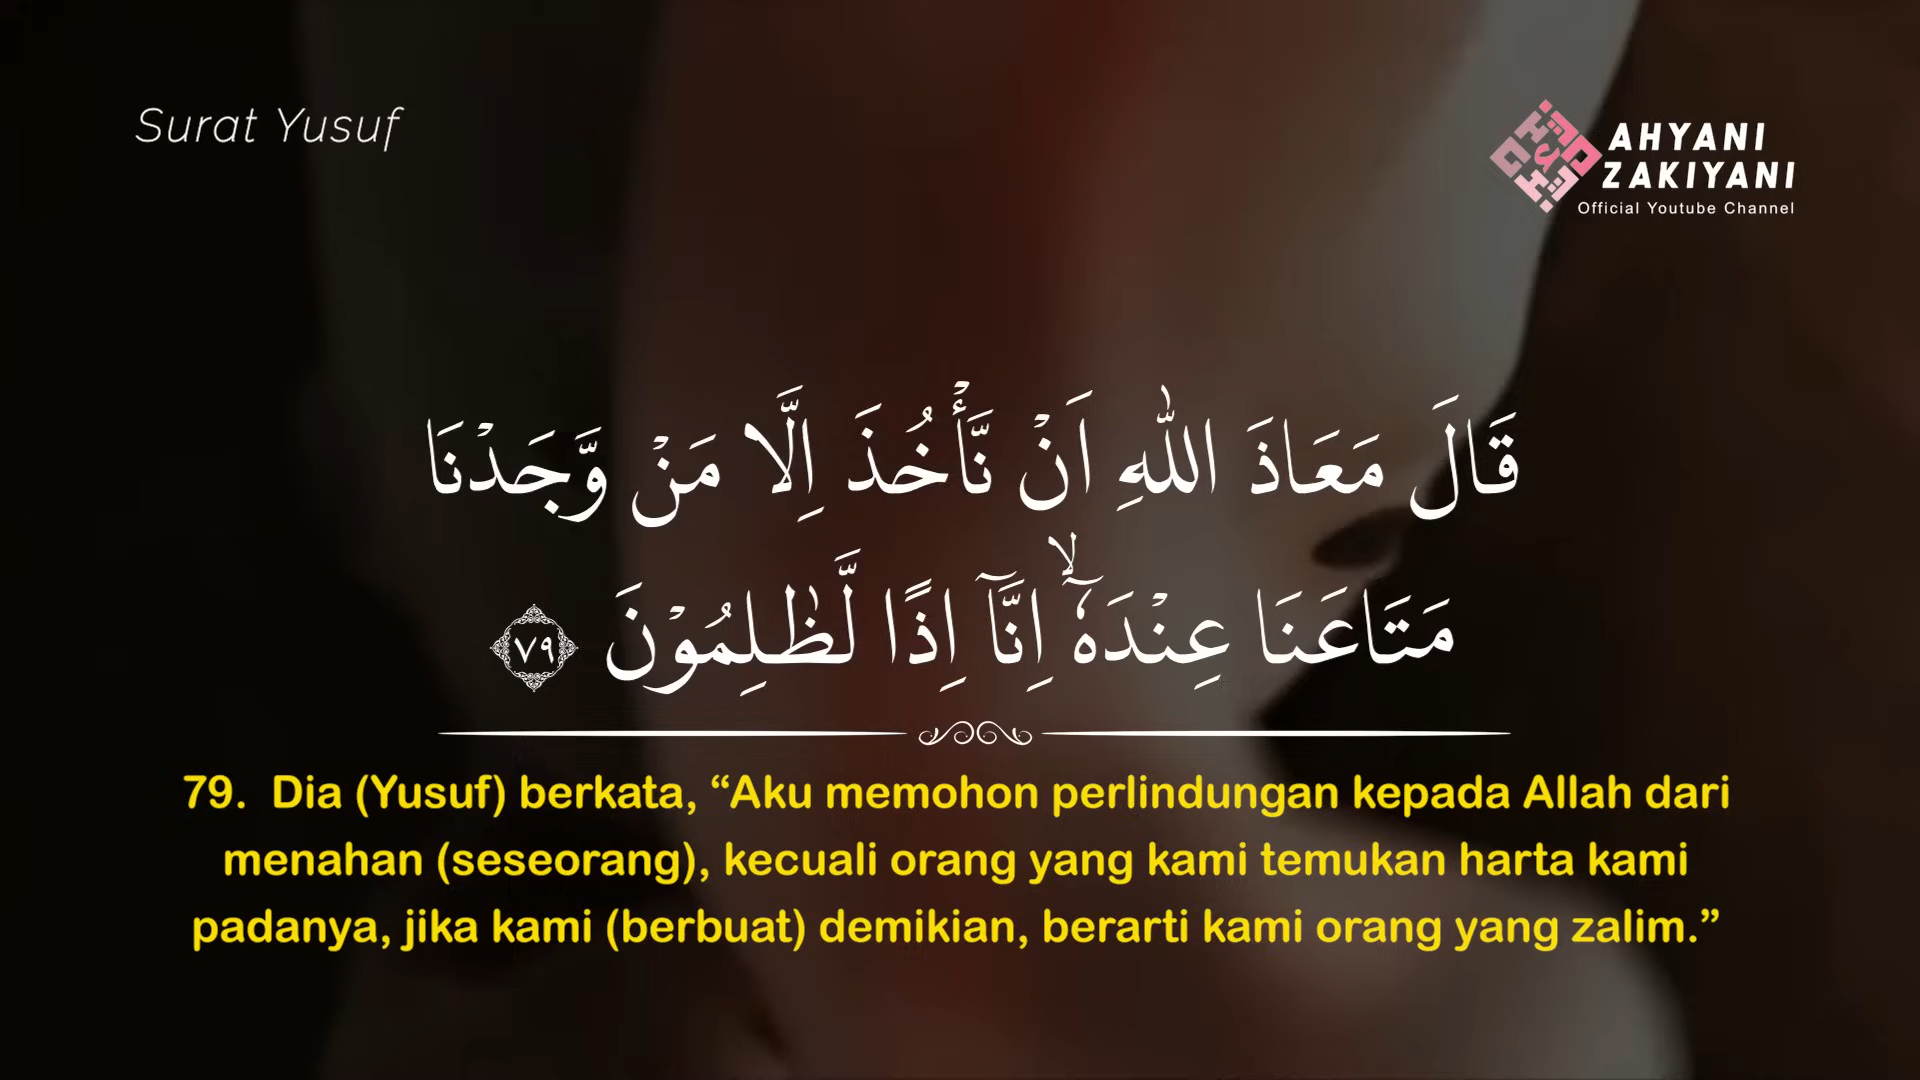 Surat Yusuf
AHYANI
ZAKIYANI
Official Youtube Channel
قَالَ مَعَاذَ اللّٰهِ اَنْ نَّأْخُذَ اِلَّا مَنْ وَّجَدْنَا
مَتَاعَنَا عِنْدَهٗٓ ۙاِنَّآ اِذًا لَّظٰلِمُوْنَ ٧٩
79. Dia (Yusuf) berkata, “Aku memohon perlindungan kepada Allah dari
menahan (seseorang), kecuali orang yang kami temukan harta kami
padanya, jika kami (berbuat) demikian, berarti kami orang yang zalim.”